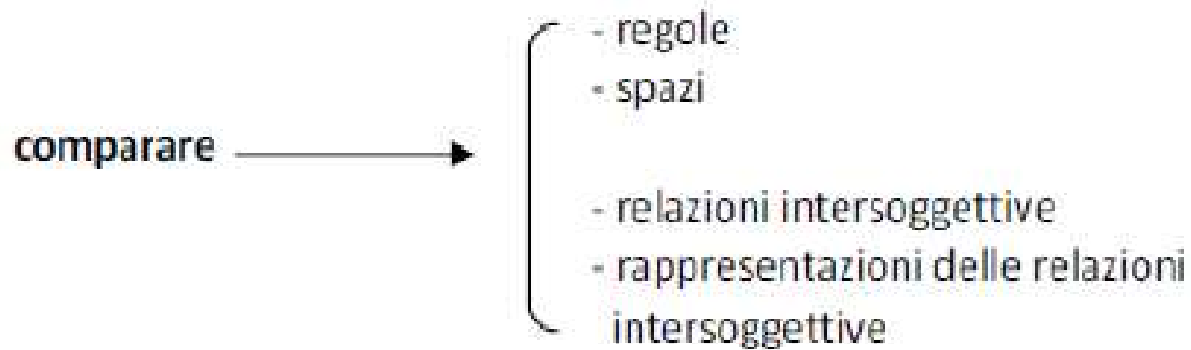 - regole
- spazi
comparare
- relazioni intersoggettive
- rappresentazioni delle relazioni
intersoggettive